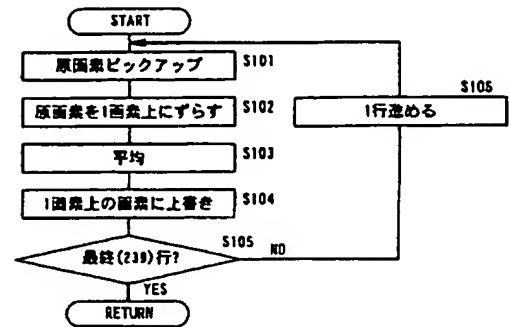 START
原画素ピックアップ S101
S106
原画素を1画素上にずらす S102
1行進める
平均 S103
1画素上の画素に上書き S104
最終(239)行? S105 NO
YES
RETURN